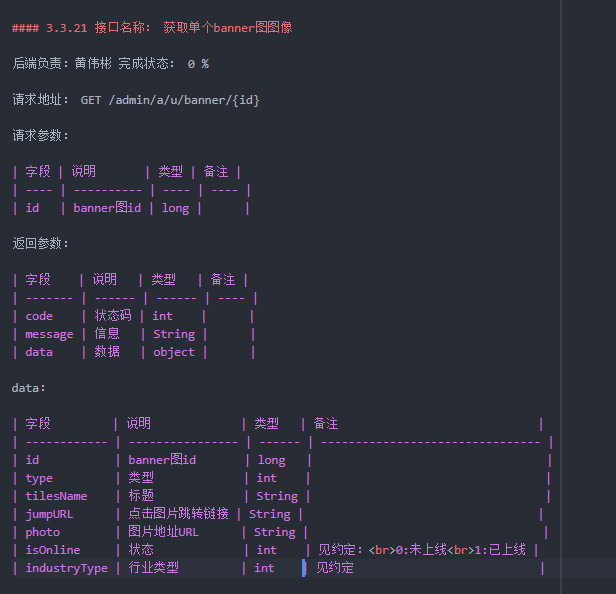 #### 3.3.21 接口名称: 获取单个banner图图像
后端负责:黄伟彬 完成状态: 0 %
请求地址: GET /admin/a/u/banner/{id}
请求参数:
| 字段 | 说明 | 类型 | 备注 |
| ---- | ---------- | ---- | ---- |
| id | banner图id | long | |
返回参数:
| 字段 | 说明 | 类型 | 备注 |
| ------- | ------ | ------ | ---- |
| code | 状态码 | int | |
| message | 信息 | String | |
| data | 数据 | object | |
data:
| 字段 | 说明 | 类型 | 备注 |
| ------------ | ---------------- | ------ | -------------------------------- |
| id | banner图id | long | |
| type | 类型 | int | |
| tilesName | 标题 | String | |
| jumpURL | 点击图片跳转链接 | String | |
| photo | 图片地址URL | String | |
| isOnline | 状态 | int | 见约定:<br>0:未上线<br>1:已上线 |
| industryType | 行业类型 | int | 见约定 |